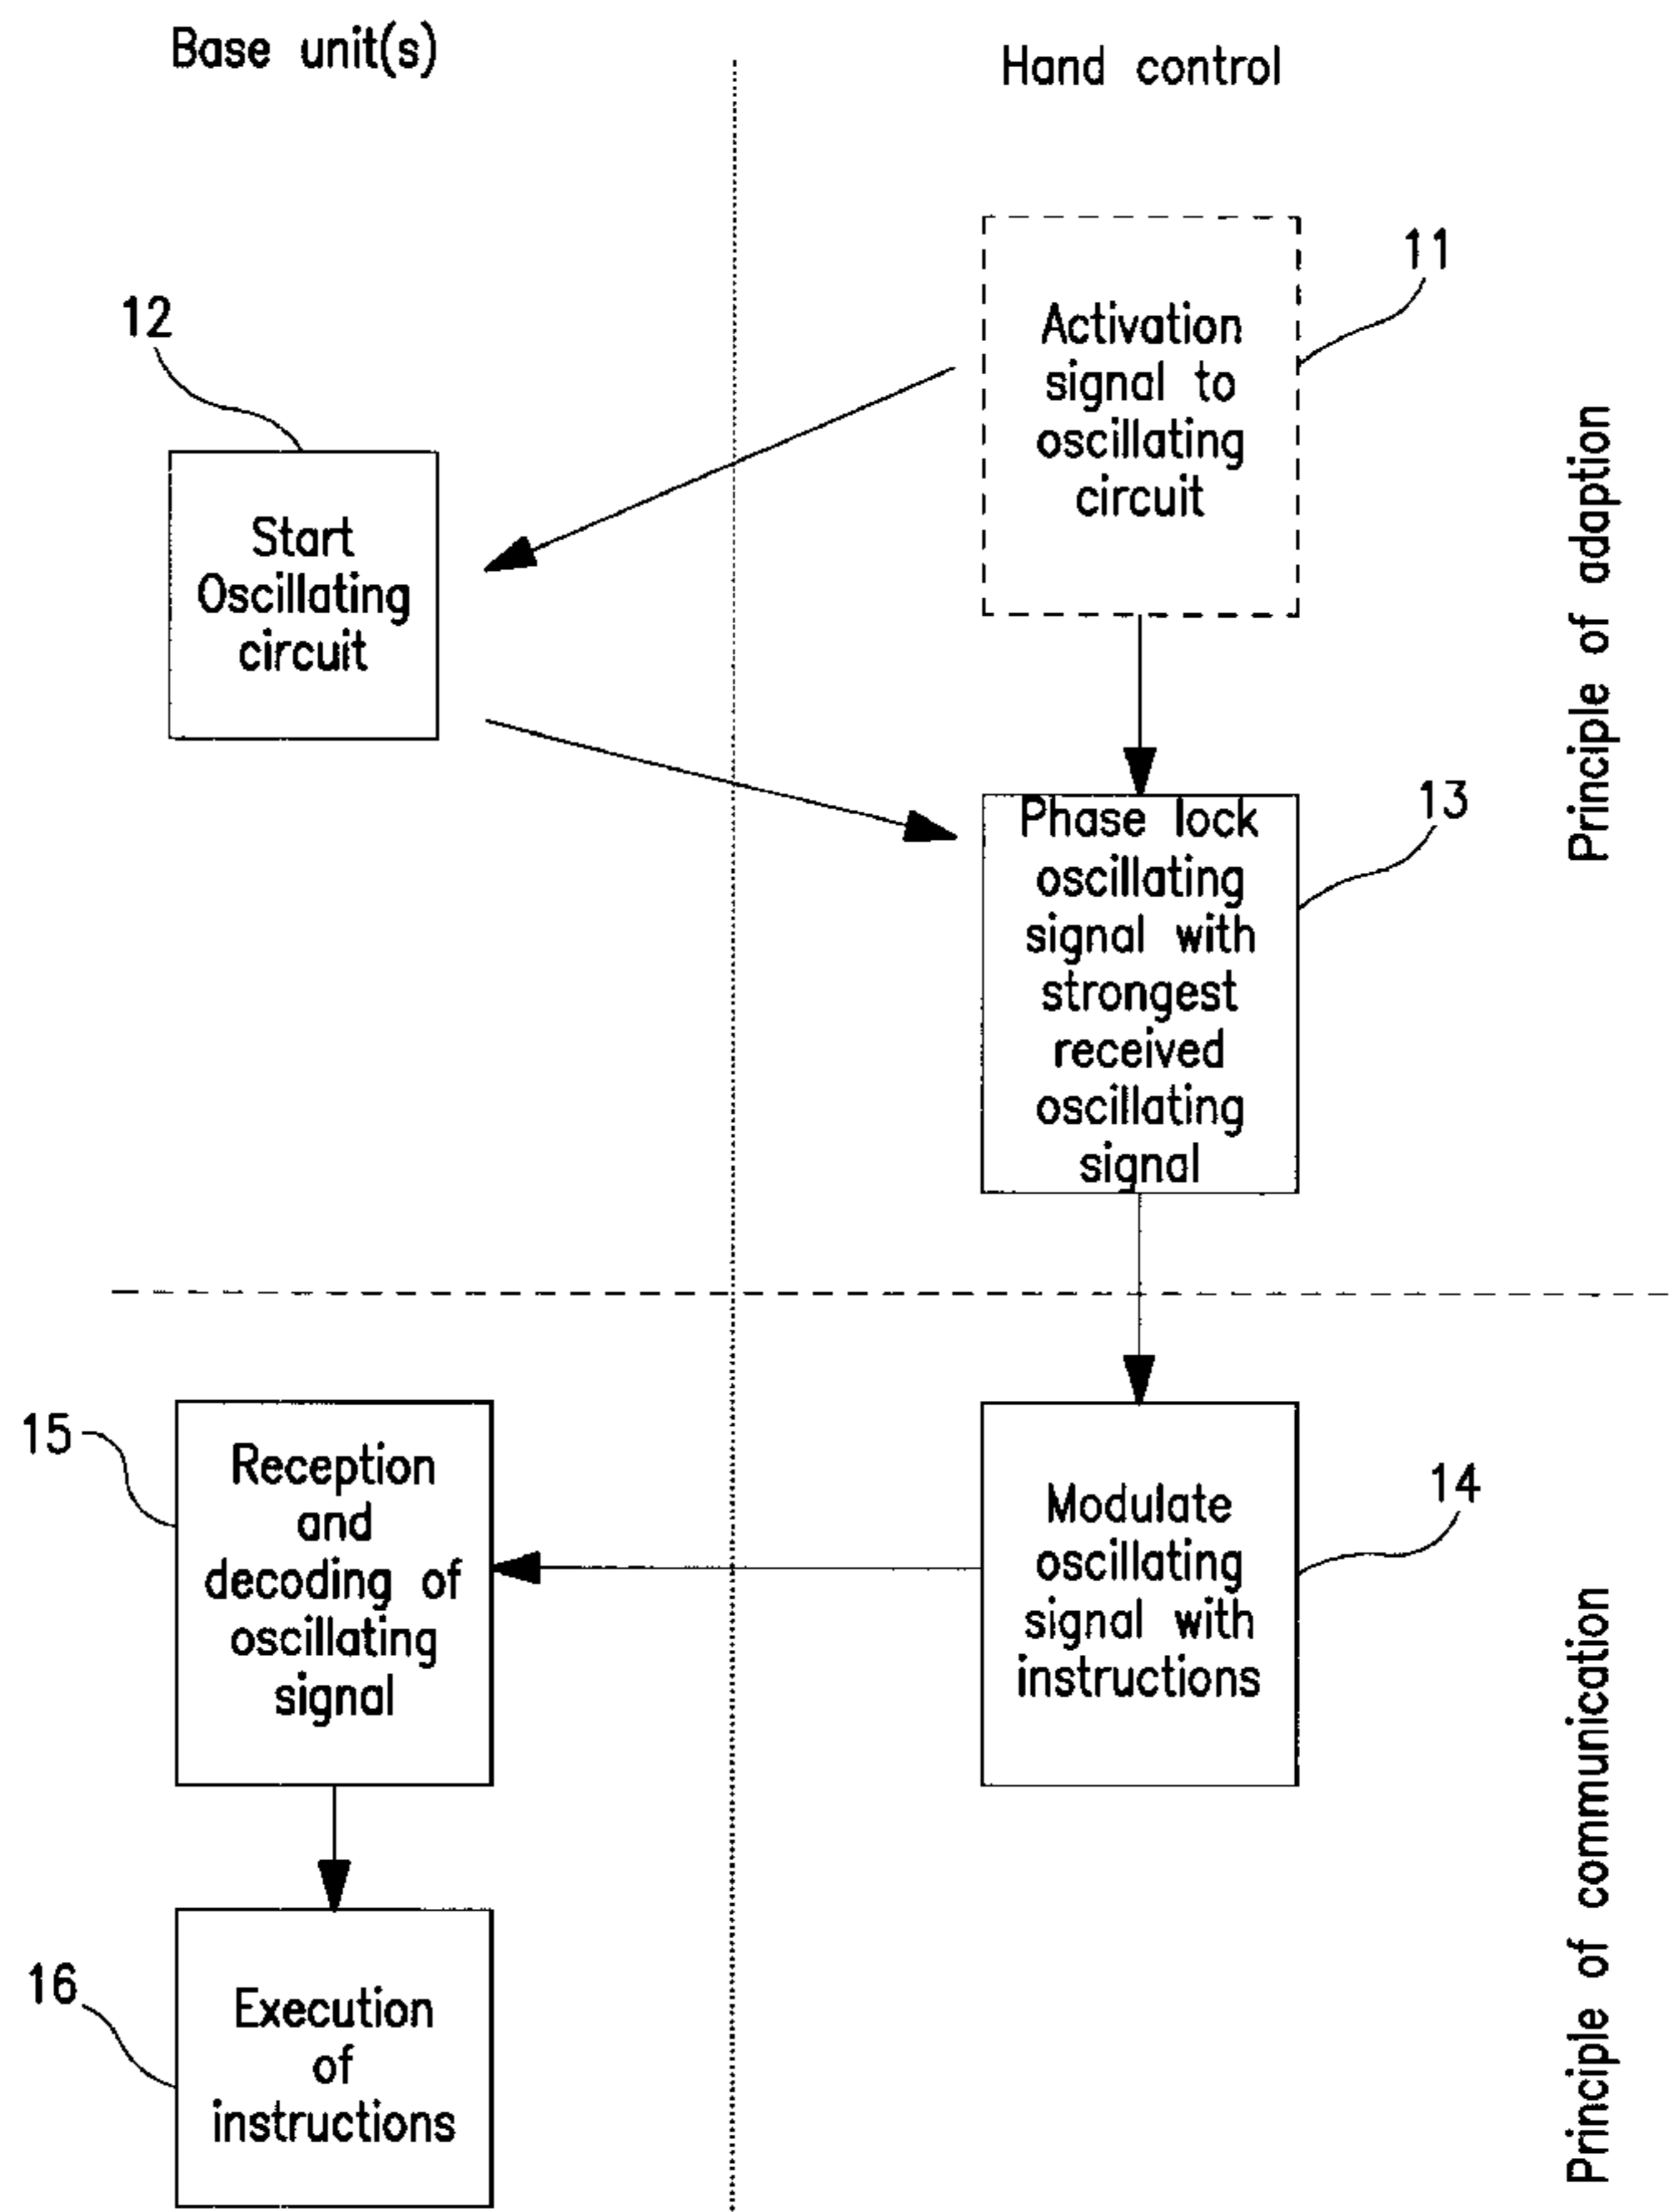 Base unit(s)
Hand control
11
Activation
signal to
oscillating
circuit
12
Start
Oscillating
circuit
Principle of adaption
13
Phase lock
oscillating
signal with
strongest
received
oscillating
signal
15
Reception
and
decoding of
oscillating
signal
14
Modulate
oscillating
signal with
instructions
16
Execution
of
instructions
Principle of communication